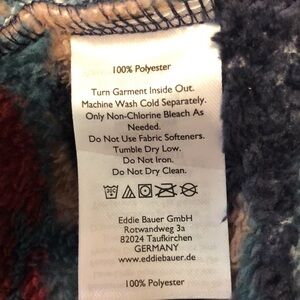 100% Polyester
Turn Garment Inside Out.
Machine Wash Cold Separately.
Only Non-Chlorine Bleach As
Needed.
Do Not Use Fabric Softeners.
Tumble Dry Low.
Do Not Iron.
Do Not Dry Clean.
Eddie Bauer GmbH
Rotwandweg 3a
82024 Taufkirchen
GERMANY
www.eddiebauer.de
100% Polyester